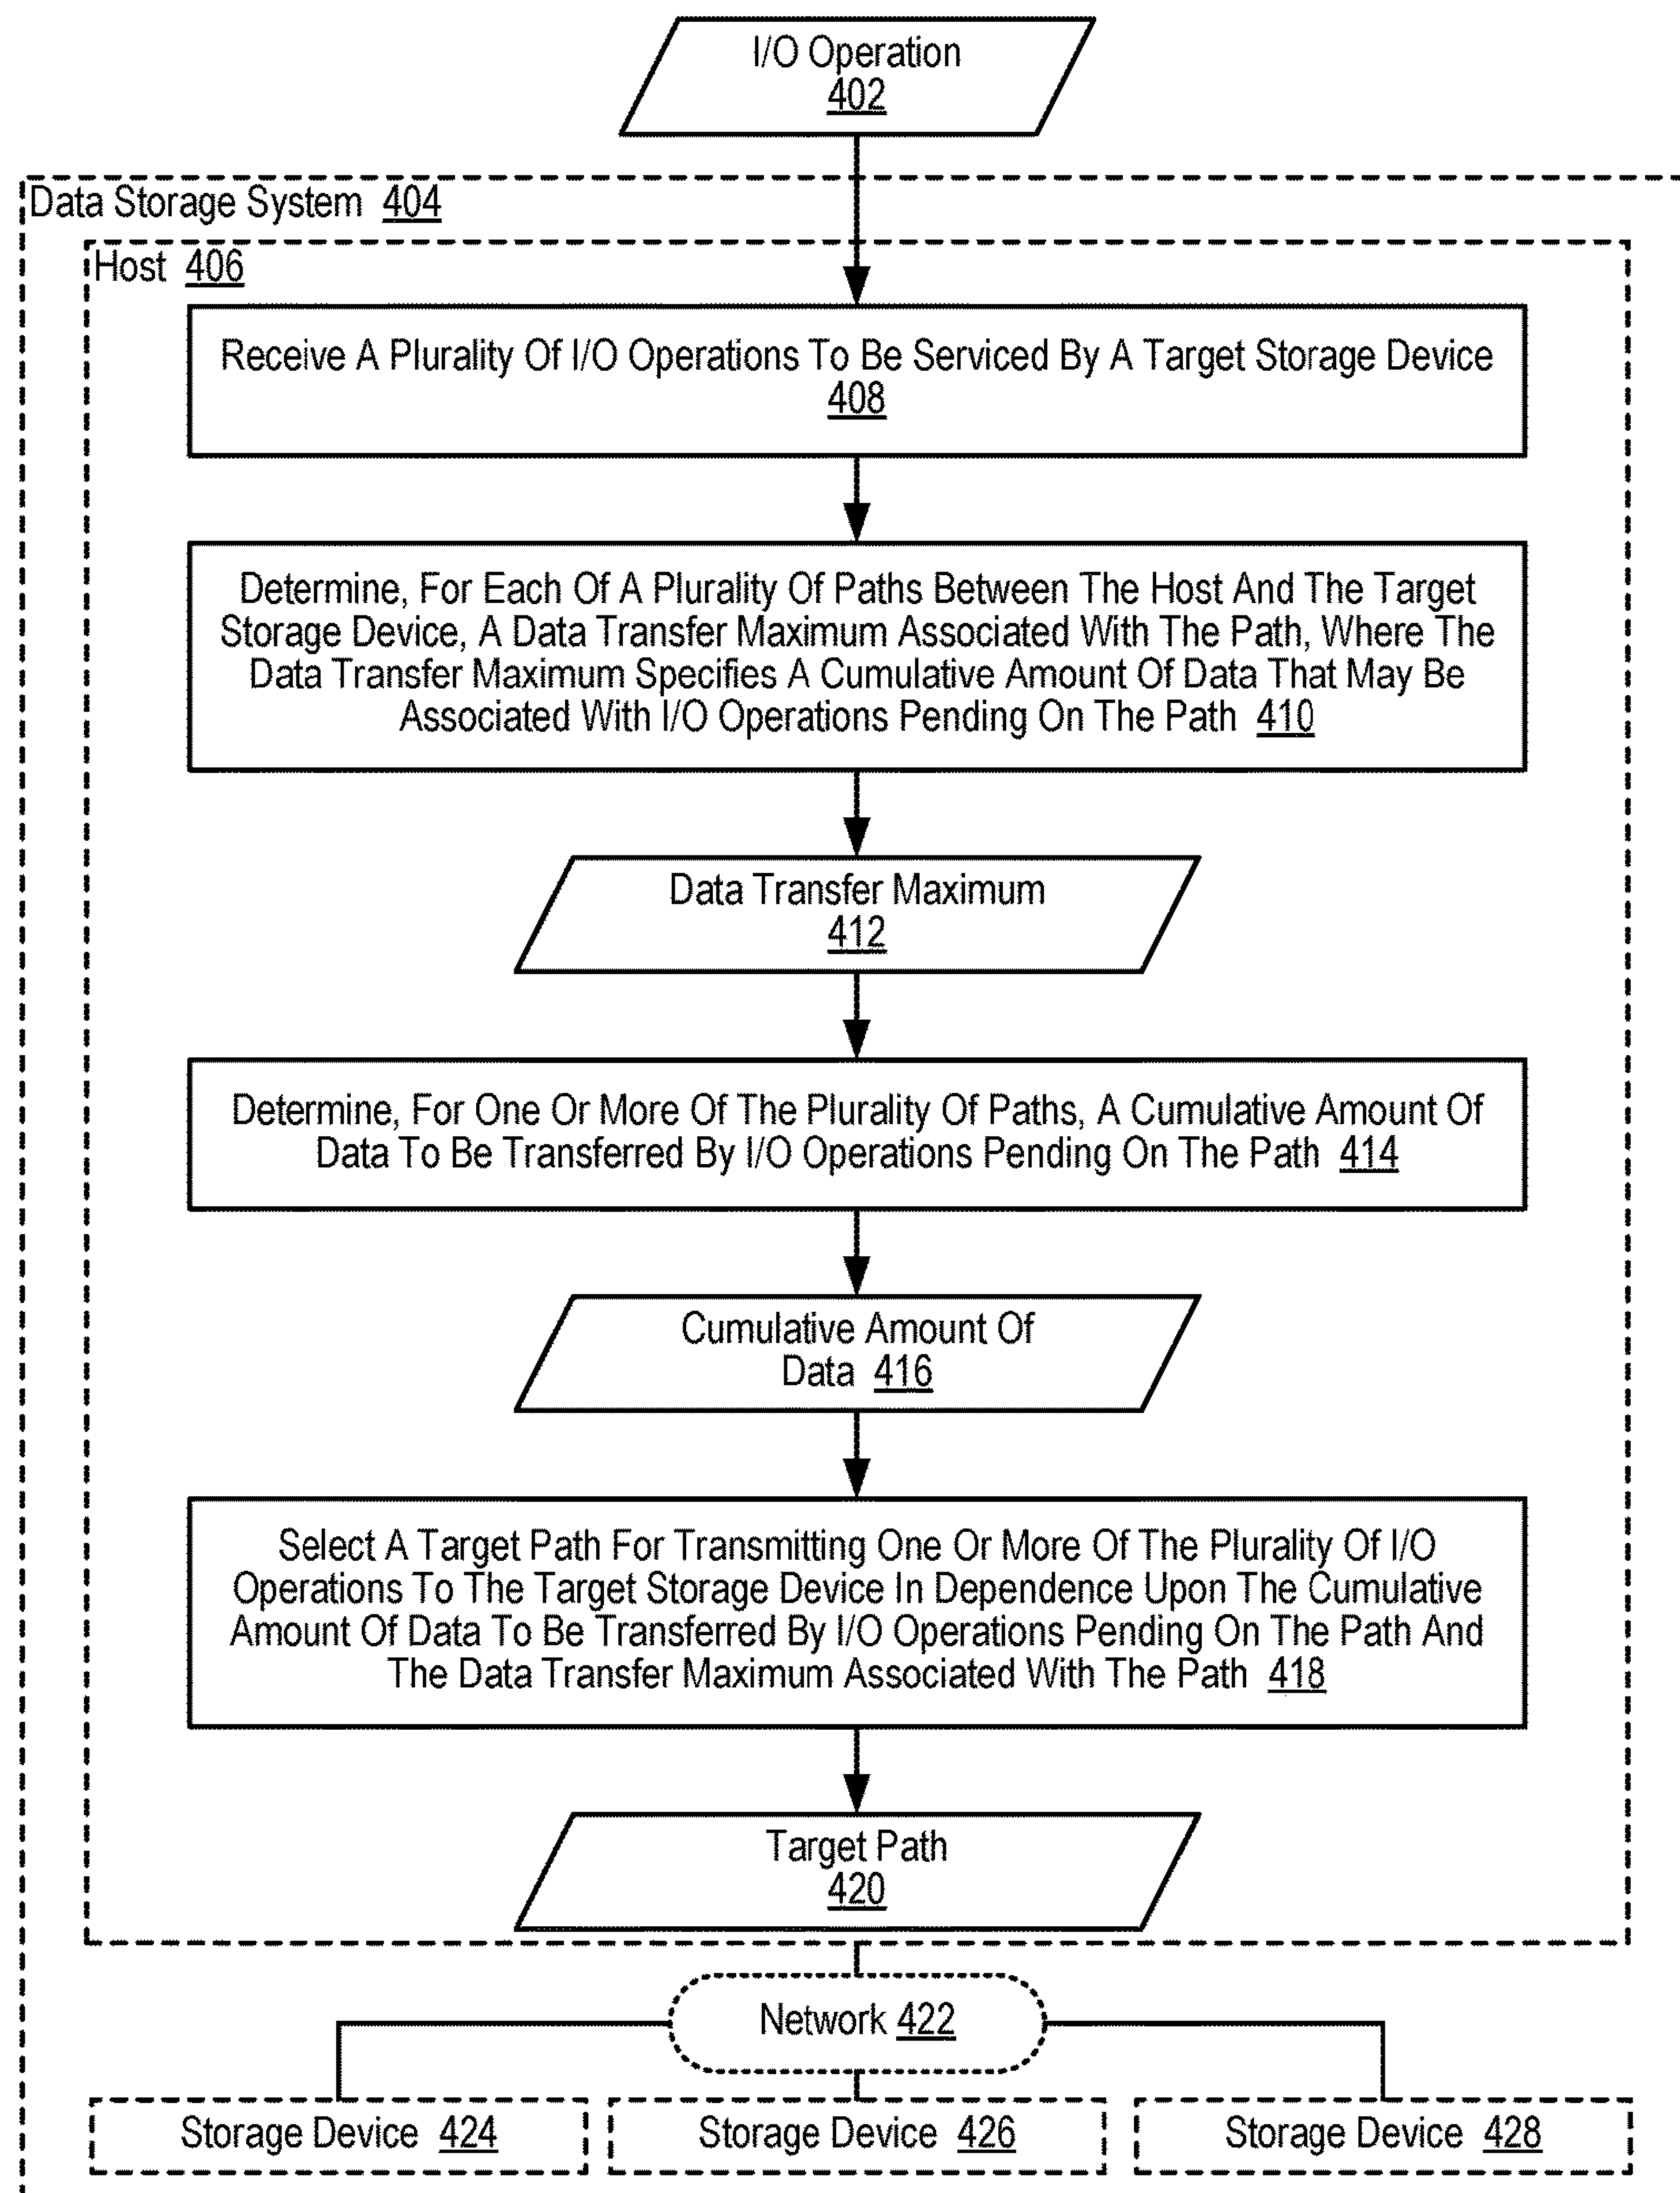 I/O Operation
402
Data Storage System 404
Host 406
Receive A Plurality Of I/O Operations To Be Serviced By A Target Storage Device
408
Determine, For Each Of A Plurality Of Paths Between The Host And The Target
Storage Device, A Data Transfer Maximum Associated With The Path, Where The
Data Transfer Maximum Specifies A Cumulative Amount Of Data That May Be
Associated With I/O Operations Pending On The Path 410
Data Transfer Maximum
412
Determine, For One Or More Of The Plurality Of Paths, A Cumulative Amount Of
Data To Be Transferred By I/O Operations Pending On The Path 414
Cumulative Amount Of
Data 416
Select A Target Path For Transmitting One Or More Of The Plurality Of I/O
Operations To The Target Storage Device In Dependence Upon The Cumulative
Amount Of Data To Be Transferred By I/O Operations Pending On The Path And
The Data Transfer Maximum Associated With The Path 418
Target Path
420
Network 422
Storage Device 424
Storage Device 426
Storage Device 428